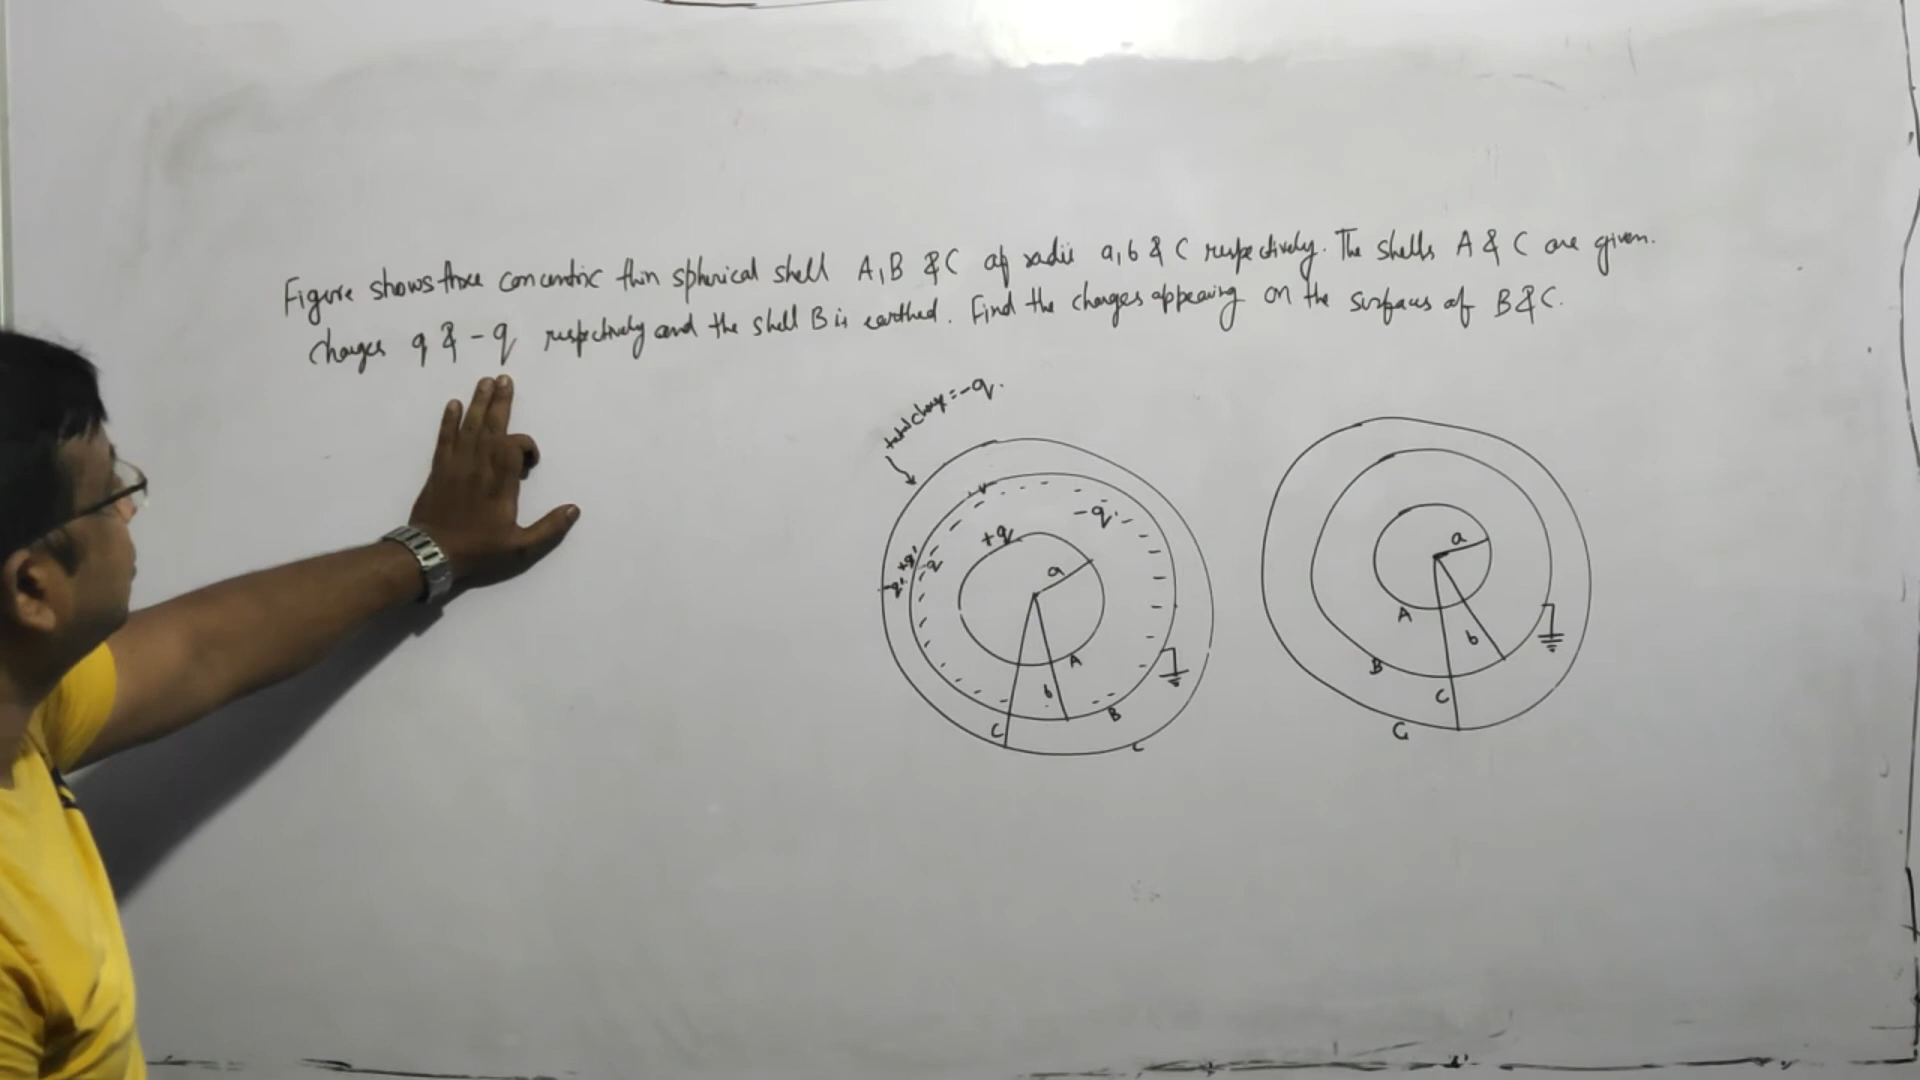 Figure shows three concentric thin spherical shell A, B & C of radii a, b & C respectively. The shells A & C are given.
charges q & -q respectively and the shell B is earthed. Find the charges appearing on the surfaces of B & C.
total charge = -q.
+q
-q
-q
+q'
-q'
a
a
A
A
b
b
B
B
C
C
C
C